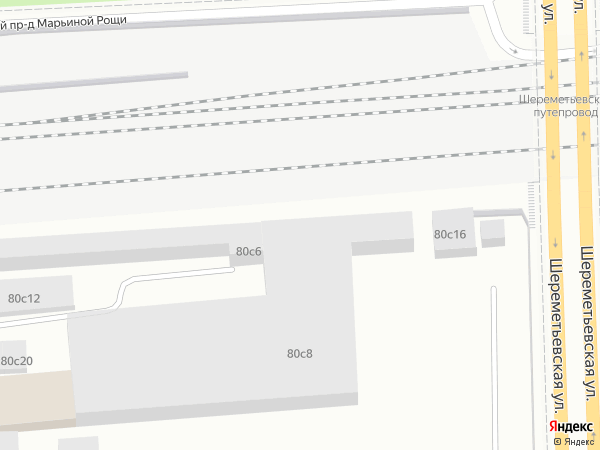 й пр-д Марьиной Рощи
ул.
ул.
Шереметьевск
путепровод
80с6
80с16
80с12
80с8
80с20
Шереметьевская ул.
Шереметьевская ул.
Яндекс
© Яндекс